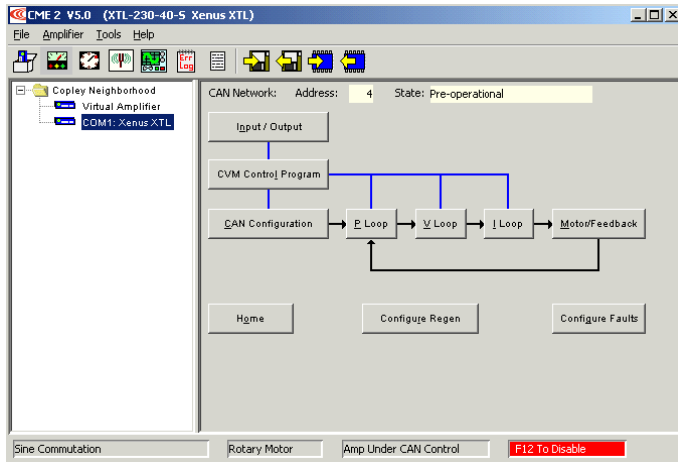 CME 2 V5.0 (XTL-230-40-S Xenus XTL)
File Amplifier Tools Help
Err Log
Copley Neighborhood
Virtual Amplifier
COM1: Xenus XTL
CAN Network: Address: 4 State: Pre-operational
Input / Output
CVM Control Program
CAN Configuration P Loop V Loop I Loop Motor/Feedback
Home Configure Regen Configure Faults
Sine Commutation Rotary Motor Amp Under CAN Control F12 To Disable